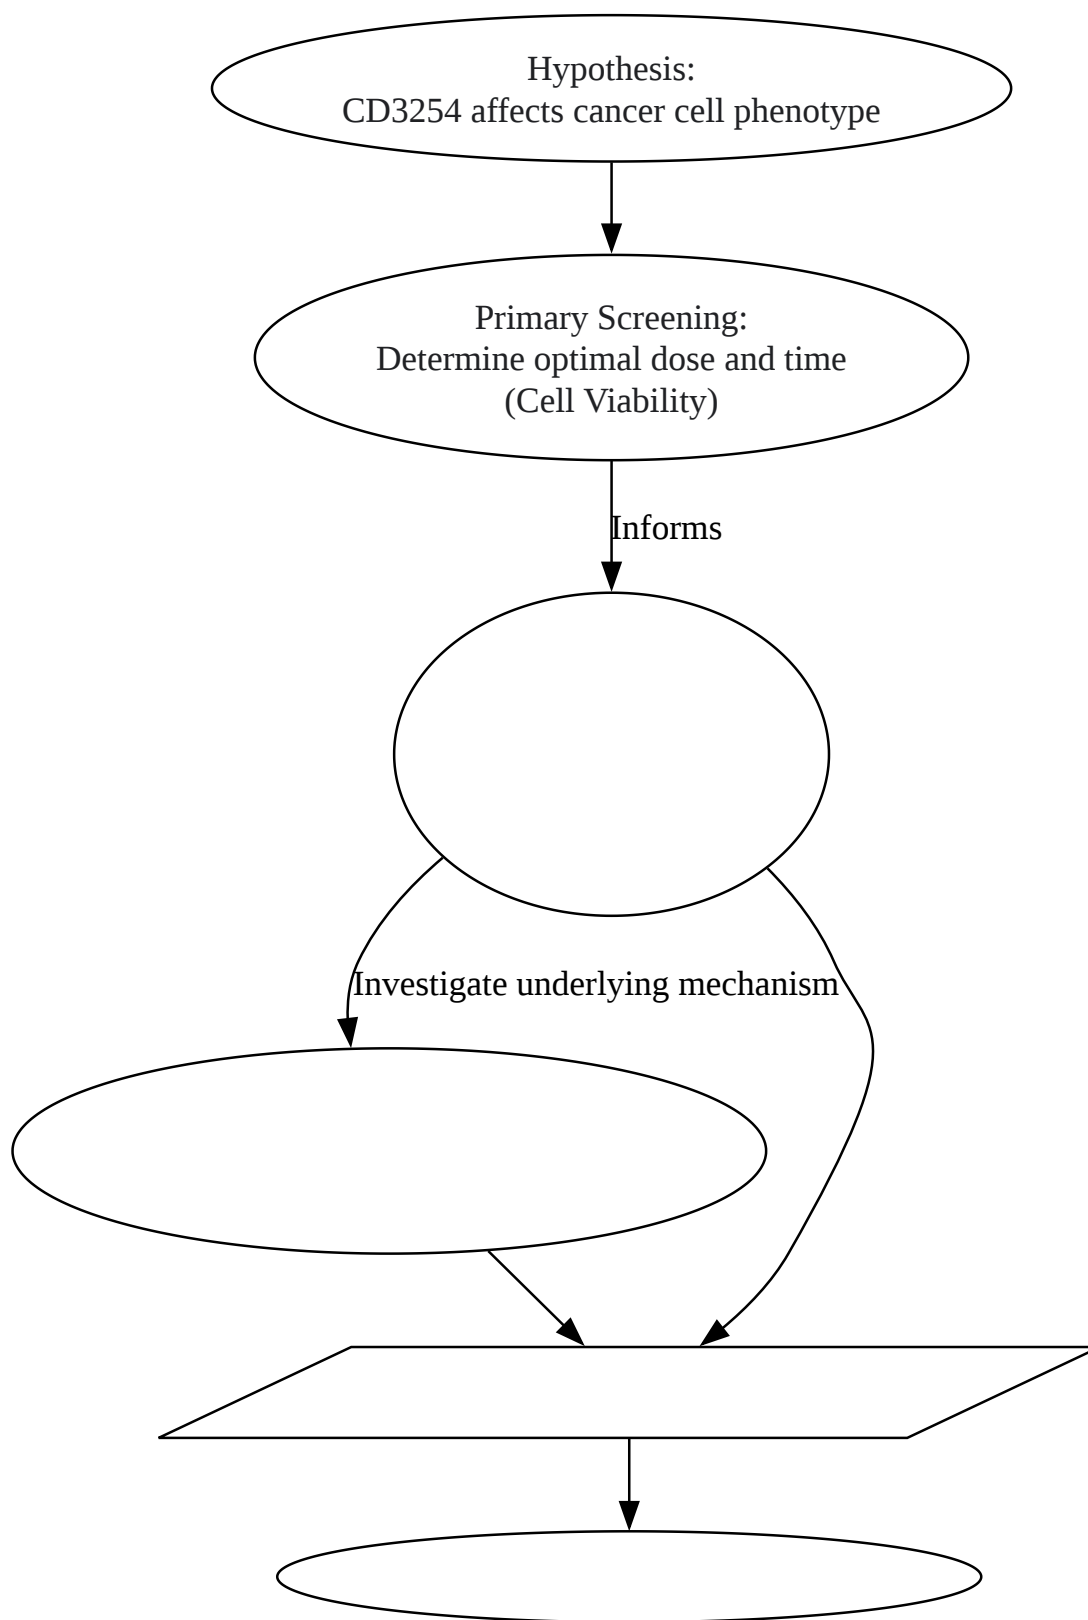 Hypothesis:
CD3254 affects cancer cell phenotype
Primary Screening:
Determine optimal dose and time
(Cell Viability)
Informs
Investigate underlying mechanism